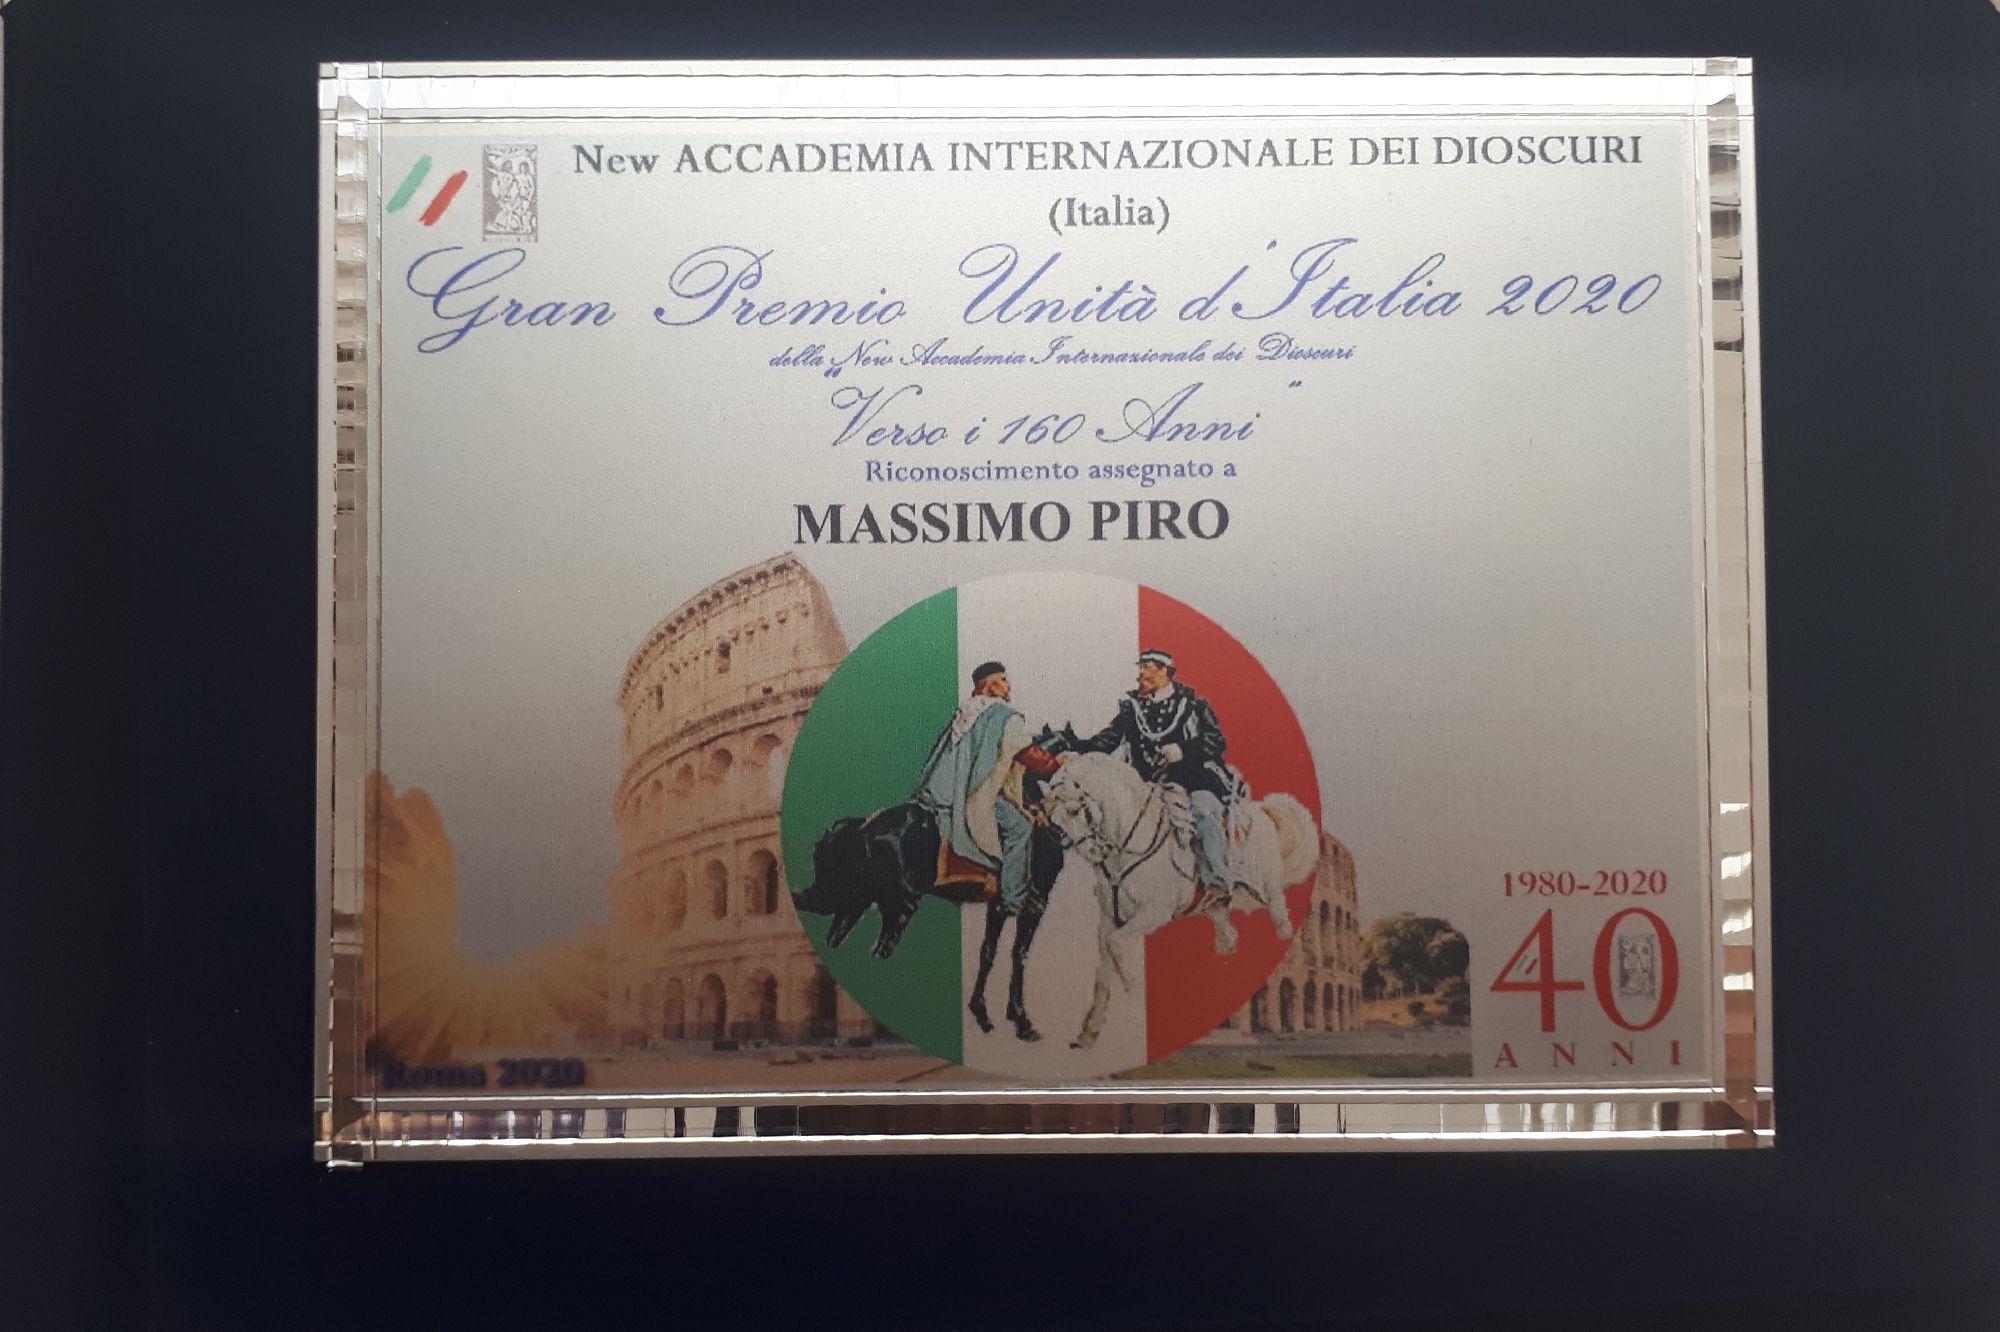 New ACCADEMIA INTERNAZIONALE DEI DIOSCURI
(Italia)
Gran Premio Unità d'Italia 2020
della New Accademia Internazionale dei Dioscuri
"Verso i 160 Anni"
Riconoscimento assegnato a
MASSIMO PIRO
1980-2020
40
ANNI
Roma 2020